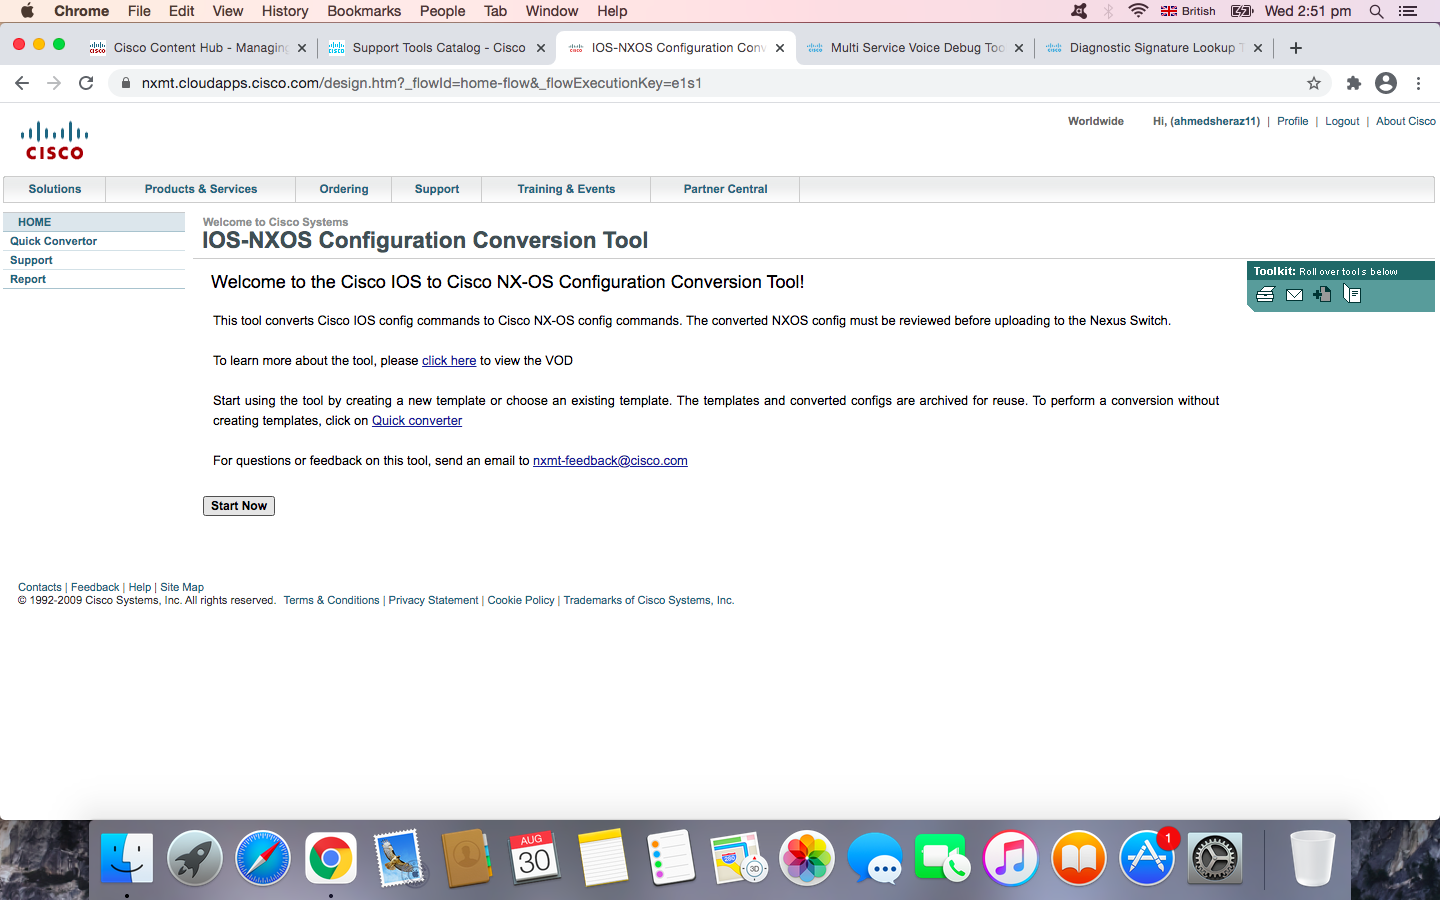 Chrome File Edit View History Bookmarks People Tab Window Help British Wed 2:51 pm
Cisco Content Hub - Managing Support Tools Catalog - Cisco IOS-NXOS Configuration Conv Multi Service Voice Debug Too Diagnostic Signature Lookup T
nxmt.cloudapps.cisco.com/design.htm?_flowId=home-flow&_flowExecutionKey=e1s1
Worldwide Hi, (ahmedsheraz11) | Profile | Logout | About Cisco
CISCO
Solutions Products & Services Ordering Support Training & Events Partner Central
HOME
Quick Convertor
Support
Report
Welcome to Cisco Systems
IOS-NXOS Configuration Conversion Tool
Toolkit: Roll over tools below
Welcome to the Cisco IOS to Cisco NX-OS Configuration Conversion Tool!
This tool converts Cisco IOS config commands to Cisco NX-OS config commands. The converted NXOS config must be reviewed before uploading to the Nexus Switch.
To learn more about the tool, please click here to view the VOD
Start using the tool by creating a new template or choose an existing template. The templates and converted configs are archived for reuse. To perform a conversion without
creating templates, click on Quick converter
For questions or feedback on this tool, send an email to nxmt-feedback@cisco.com
Start Now
Contacts | Feedback | Help | Site Map
© 1992-2009 Cisco Systems, Inc. All rights reserved. Terms & Conditions | Privacy Statement | Cookie Policy | Trademarks of Cisco Systems, Inc.
AUG
30
280
3D
1